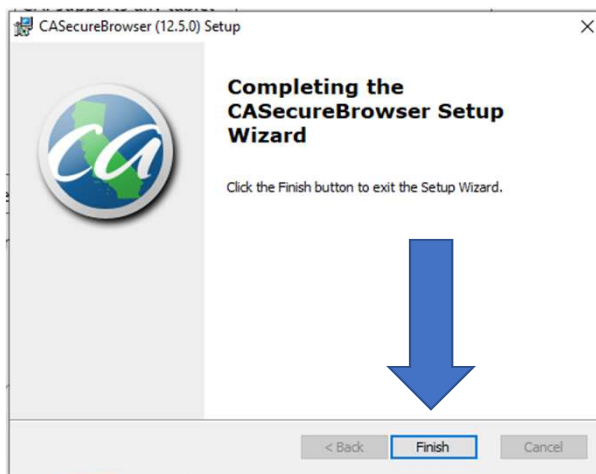 CASecureBrowser (12.5.0) Setup
CA
Completing the
CASecureBrowser Setup
Wizard
Click the Finish button to exit the Setup Wizard.
< Back Finish Cancel